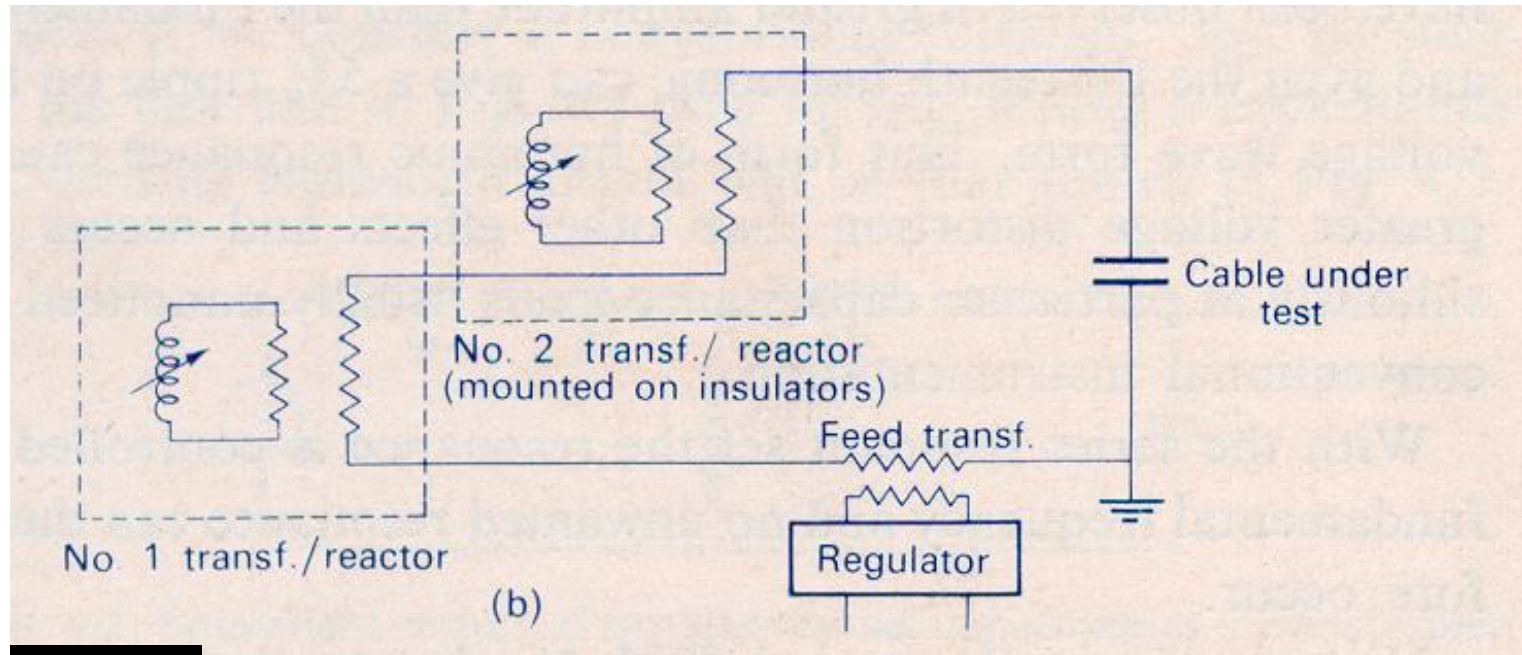 No. 2 transf./ reactor
(mounted on insulators)
Cable under
test
Feed transf.
Regulator
No. 1 transf./reactor
(b)